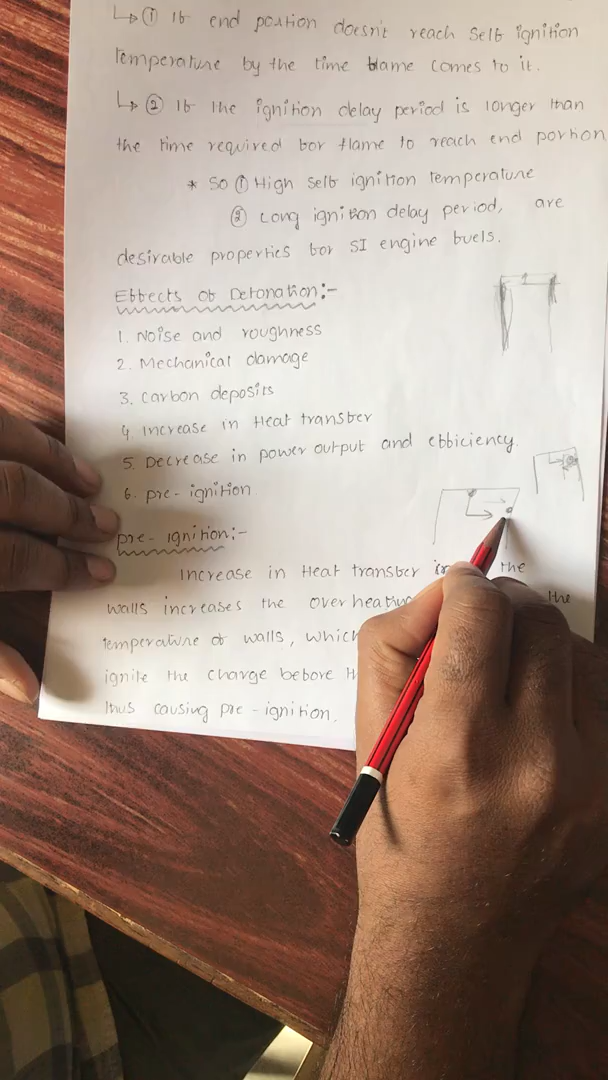 ↳ ① If end portion doesn't reach Self ignition
temperature by the time flame comes to it.
↳ ② If the ignition delay period is longer than
the time required for flame to reach end portion
* So ① High Self ignition temperature
② Long ignition delay period, are
desirable properties for SI engine fuels.
Effects of Detonation:-
1. Noise and roughness
2. Mechanical damage
3. Carbon deposits
4. Increase in Heat transfer
5. Decrease in power output and efficiency.
6. pre-ignition
pre-ignition:-
Increase in Heat transfer the
walls increases the the
temperature of walls, which
ignite the charge before
thus causing pre-ignition.